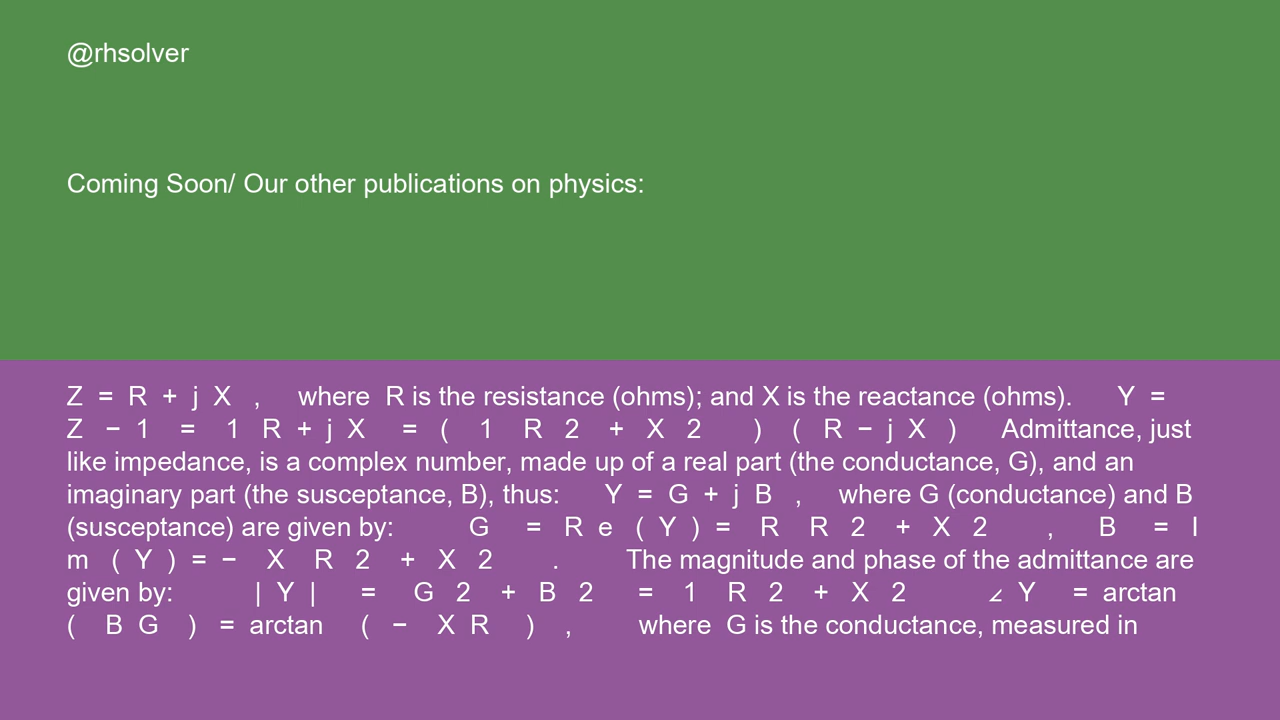 @rhsolver
Coming Soon/ Our other publications on physics:
Z = R + j X , where R is the resistance (ohms); and X is the reactance (ohms). Y =
Z − 1 = 1 R + j X = ( 1 R 2 + X 2 ) ( R − j X ) Admittance, just
like impedance, is a complex number, made up of a real part (the conductance, G), and an
imaginary part (the susceptance, B), thus: Y = G + j B , where G (conductance) and B
(susceptance) are given by: G = R e ( Y ) = R R 2 + X 2 , B = I
m ( Y ) = − X R 2 + X 2 . The magnitude and phase of the admittance are
given by: | Y | = G 2 + B 2 = 1 R 2 + X 2 ∠ Y = arctan
( B G ) = arctan ( − X R ) , where G is the conductance, measured in